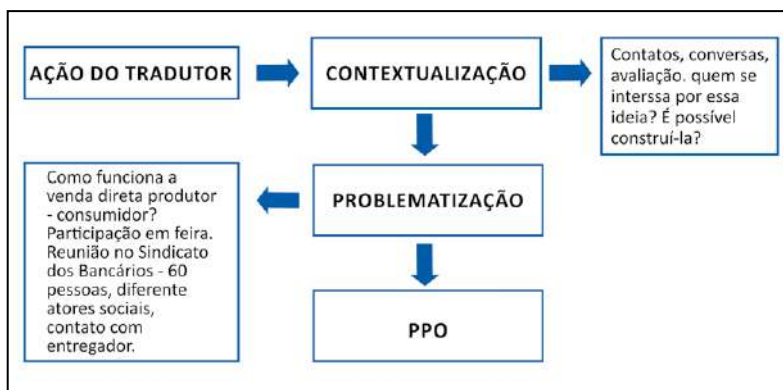 AÇÃO DO TRADUTOR
CONTEXTUALIZAÇÃO
Contatos, conversas,
avaliação. quem se
interssa por essa
ideia? É possível
construí-la?
Como funciona a
venda direta produtor
- consumidor?
Participação em feira.
Reunião no Sindicato
dos Bancários - 60
pessoas, diferente
atores sociais,
contato com
entregador.
PROBLEMATIZAÇÃO
PPO